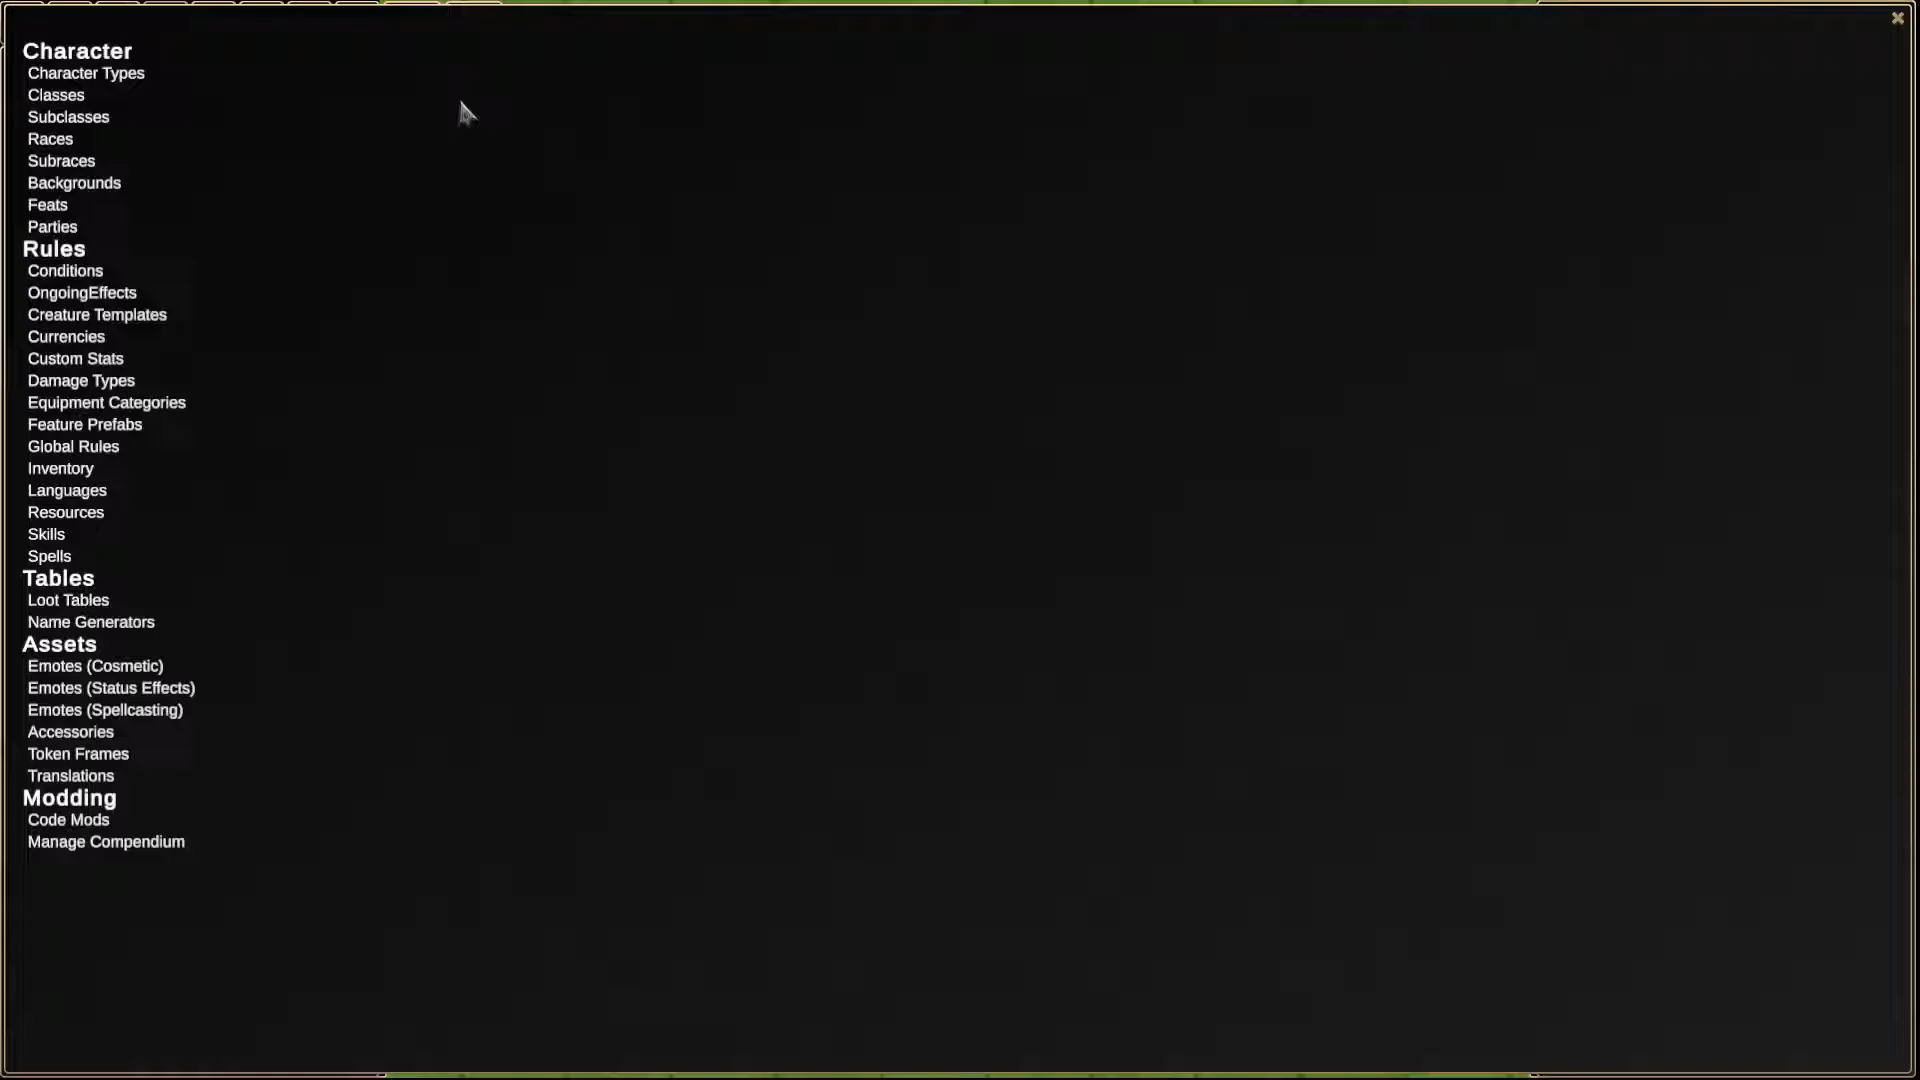 Character
Character Types
Classes
Subclasses
Races
Subraces
Backgrounds
Feats
Parties
Rules
Conditions
OngoingEffects
Creature Templates
Currencies
Custom Stats
Damage Types
Equipment Categories
Feature Prefabs
Global Rules
Inventory
Languages
Resources
Skills
Spells
Tables
Loot Tables
Name Generators
Assets
Emotes (Cosmetic)
Emotes (Status Effects)
Emotes (Spellcasting)
Accessories
Token Frames
Translations
Modding
Code Mods
Manage Compendium